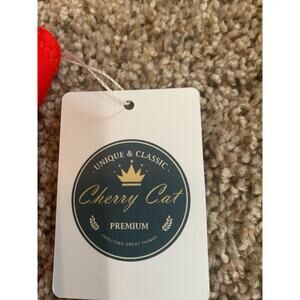 · UNIQUE & CLASSIC ·
Cherry Cat
PREMIUM
EXPECTING GREAT THINGS